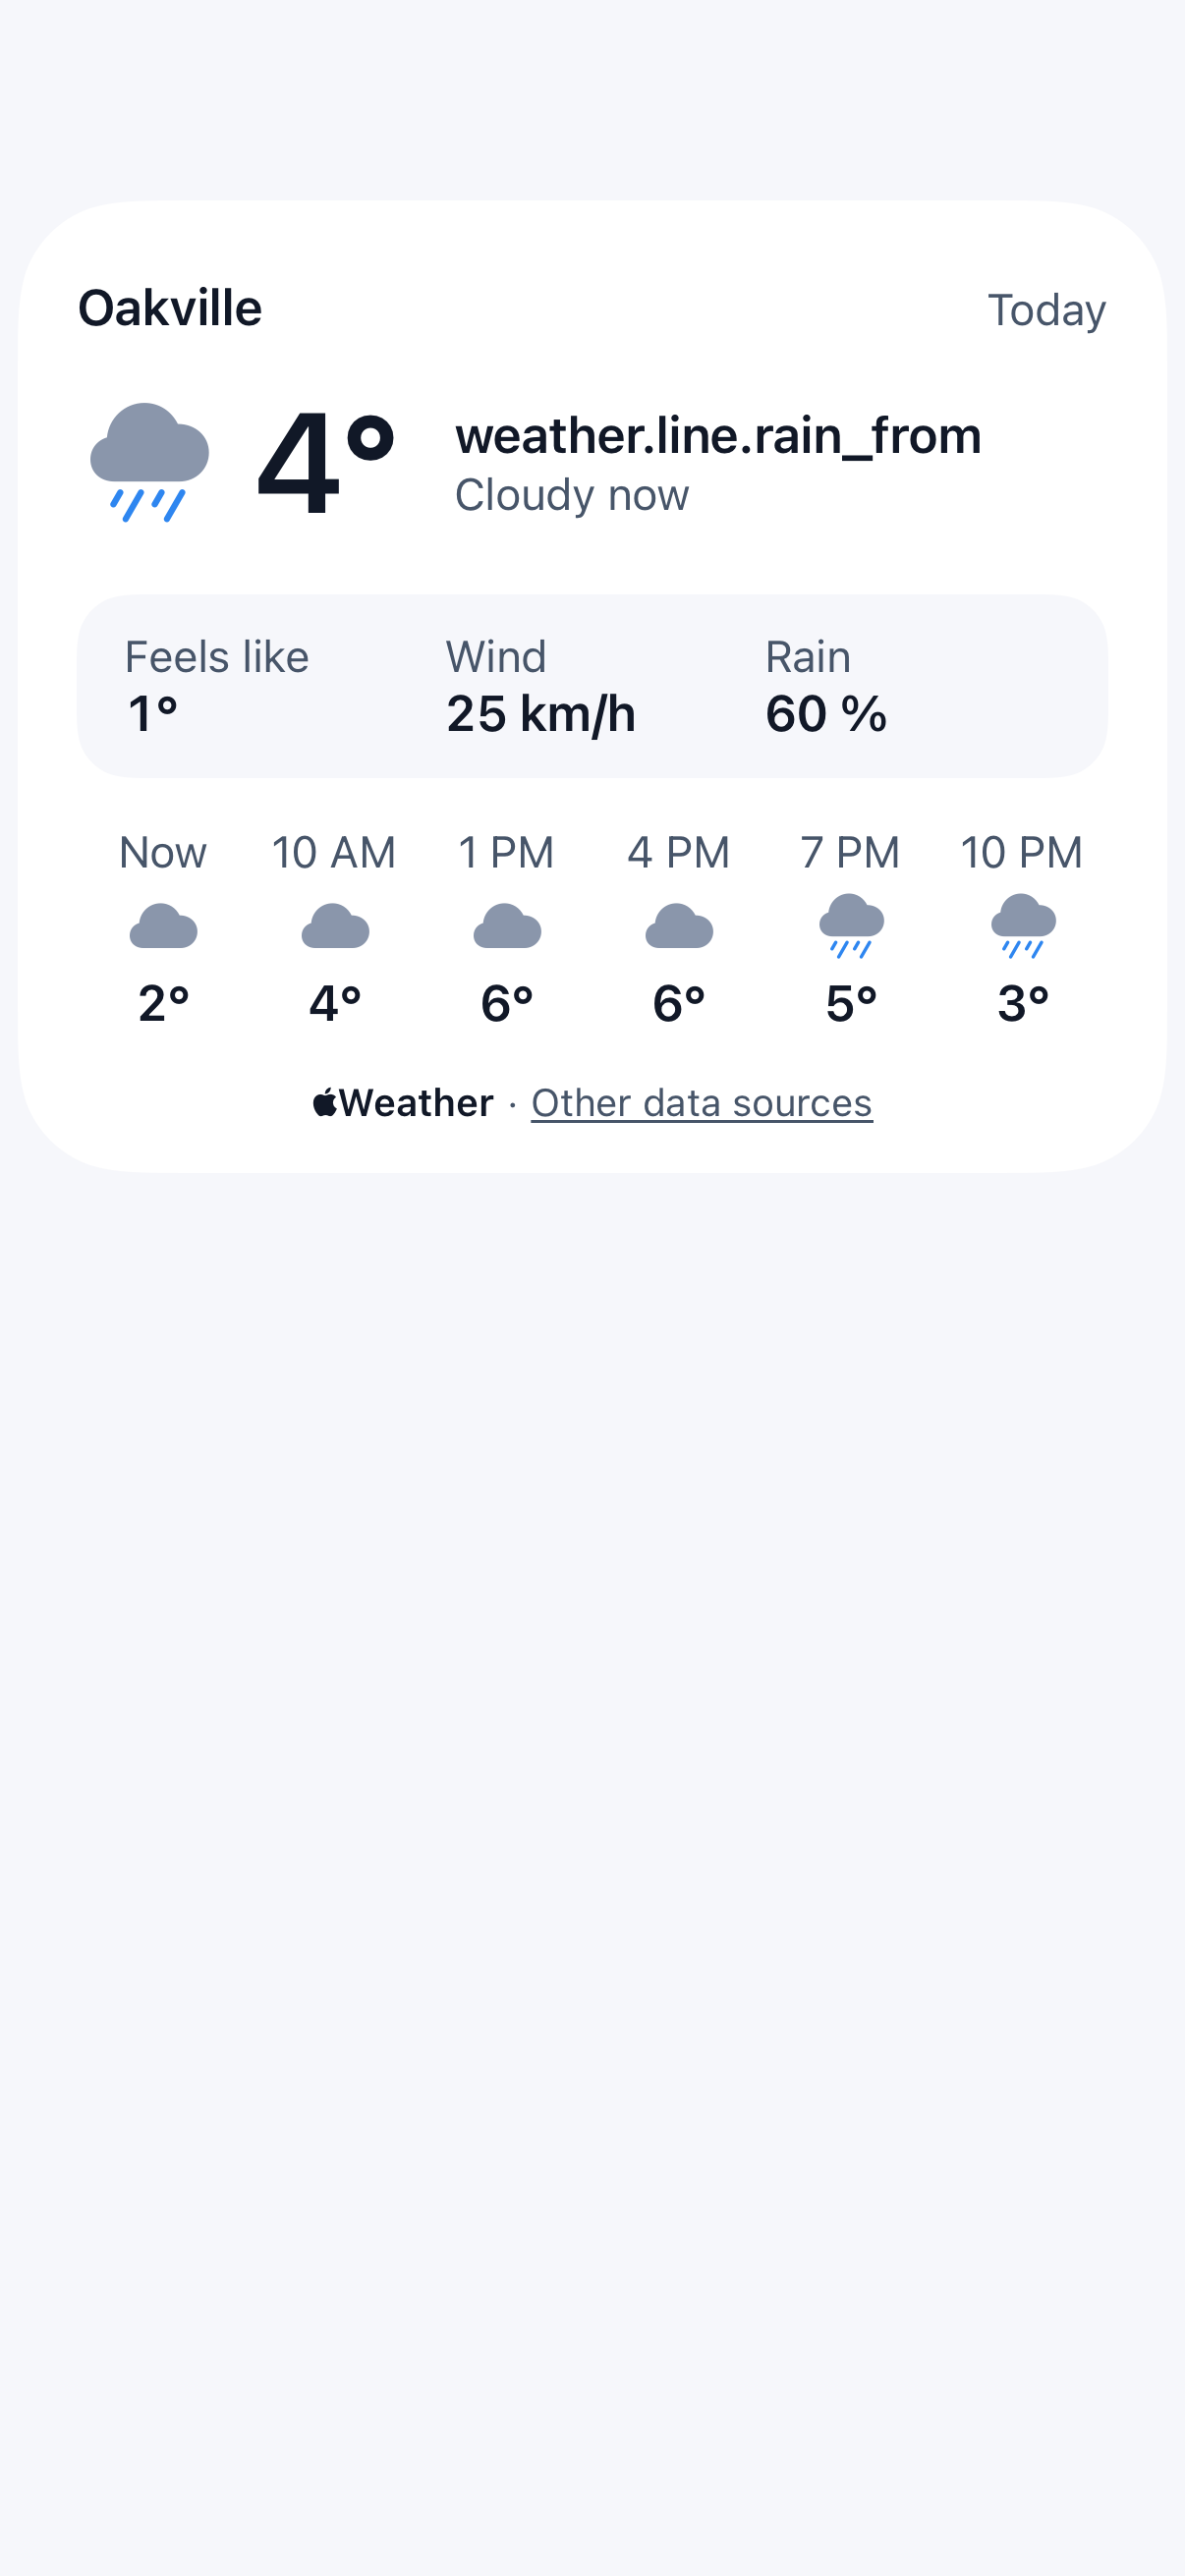 Oakville Today
4° weather.line.rain_from
Cloudy now
Feels like Wind Rain
1° 25 km/h 60 %
Now 10 AM 1 PM 4 PM 7 PM 10 PM
2° 4° 6° 6° 5° 3°
Weather · Other data sources